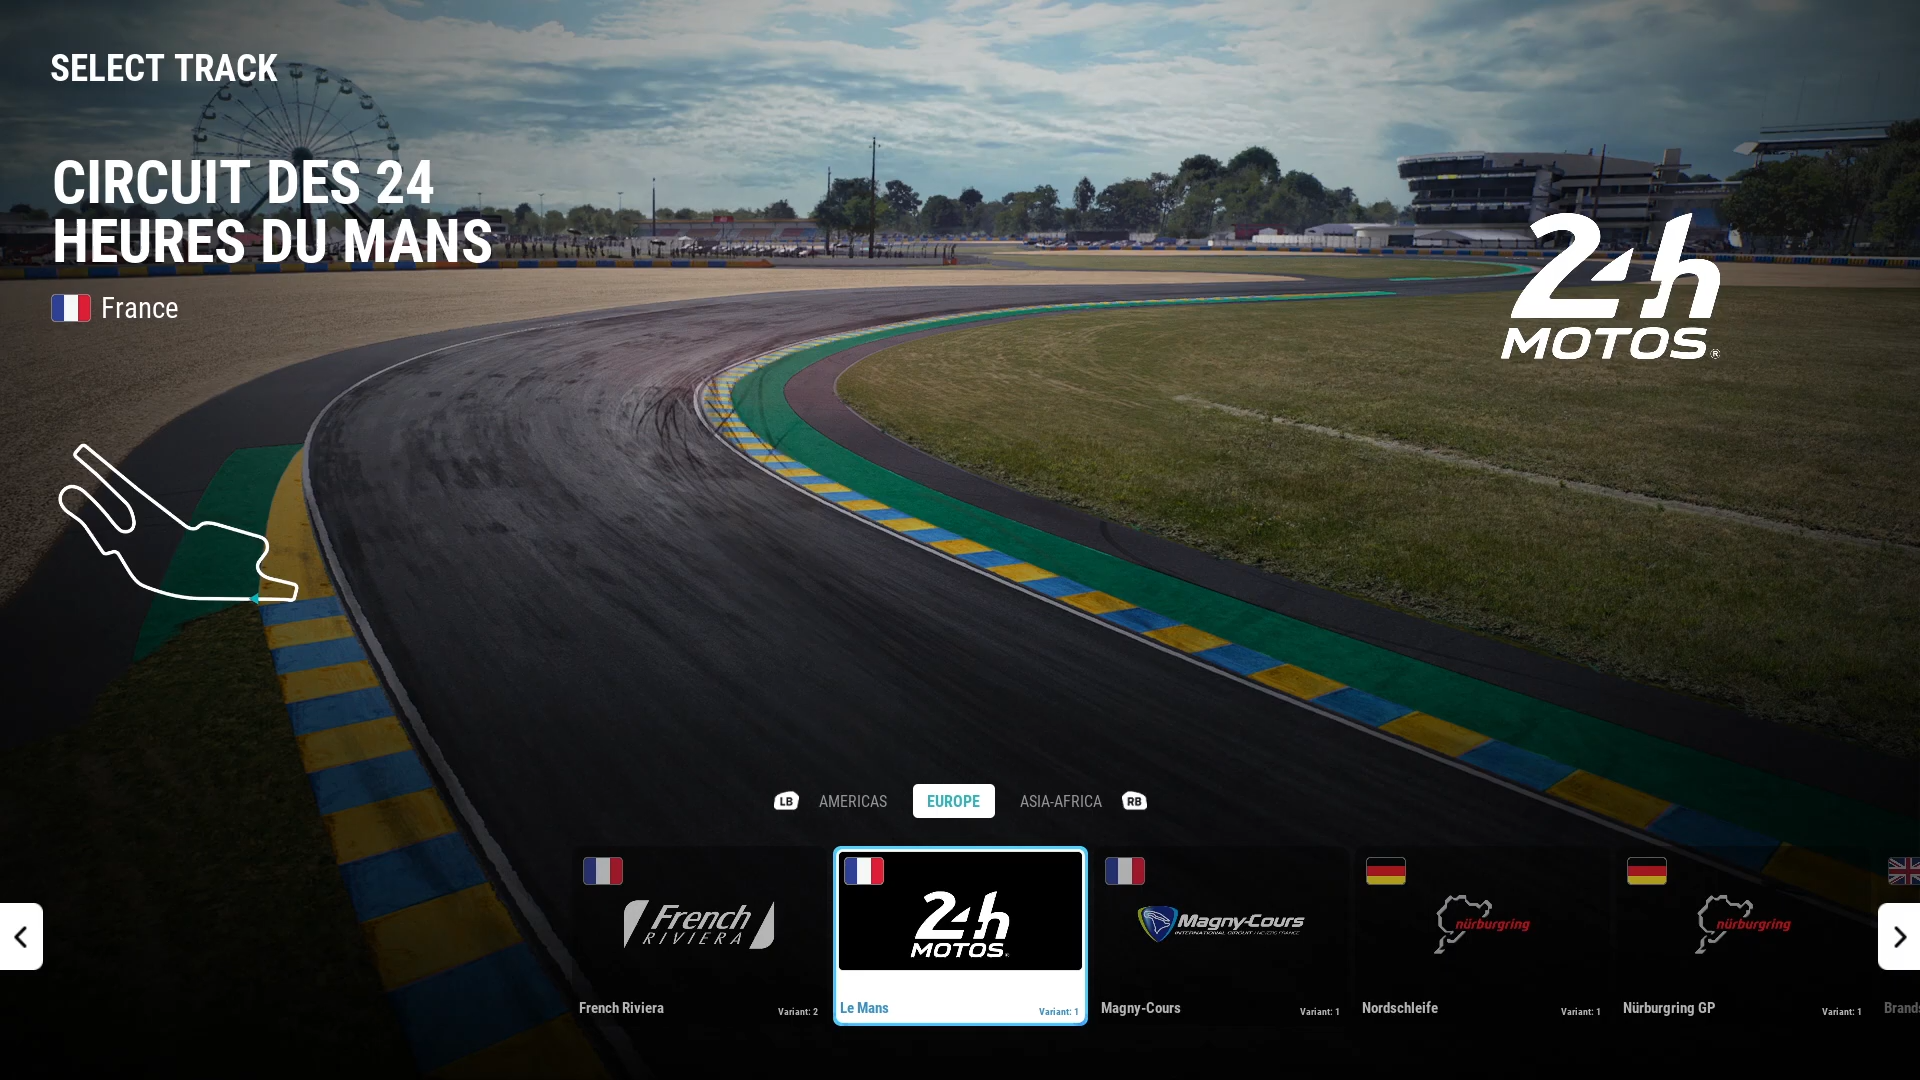 SELECT TRACK
CIRCUIT DES 24
HEURES DU MANS
France
24h
MOTOS®
LB AMERICAS EUROPE ASIA-AFRICA RB
French
RIVIERA
French Riviera Variant: 2
24h
MOTOS
Le Mans Variant: 1
Magny-Cours
Magny-Cours Variant: 1
nürburgring
Nordschleife Variant: 1
nürburgring
Nürburgring GP Variant: 1